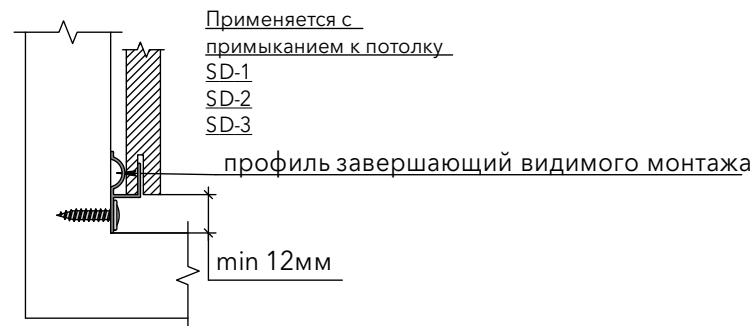 Применяется с
примыканием к потолку
SD-1
SD-2
SD-3
профиль завершающий видимого монтажа
min 12мм